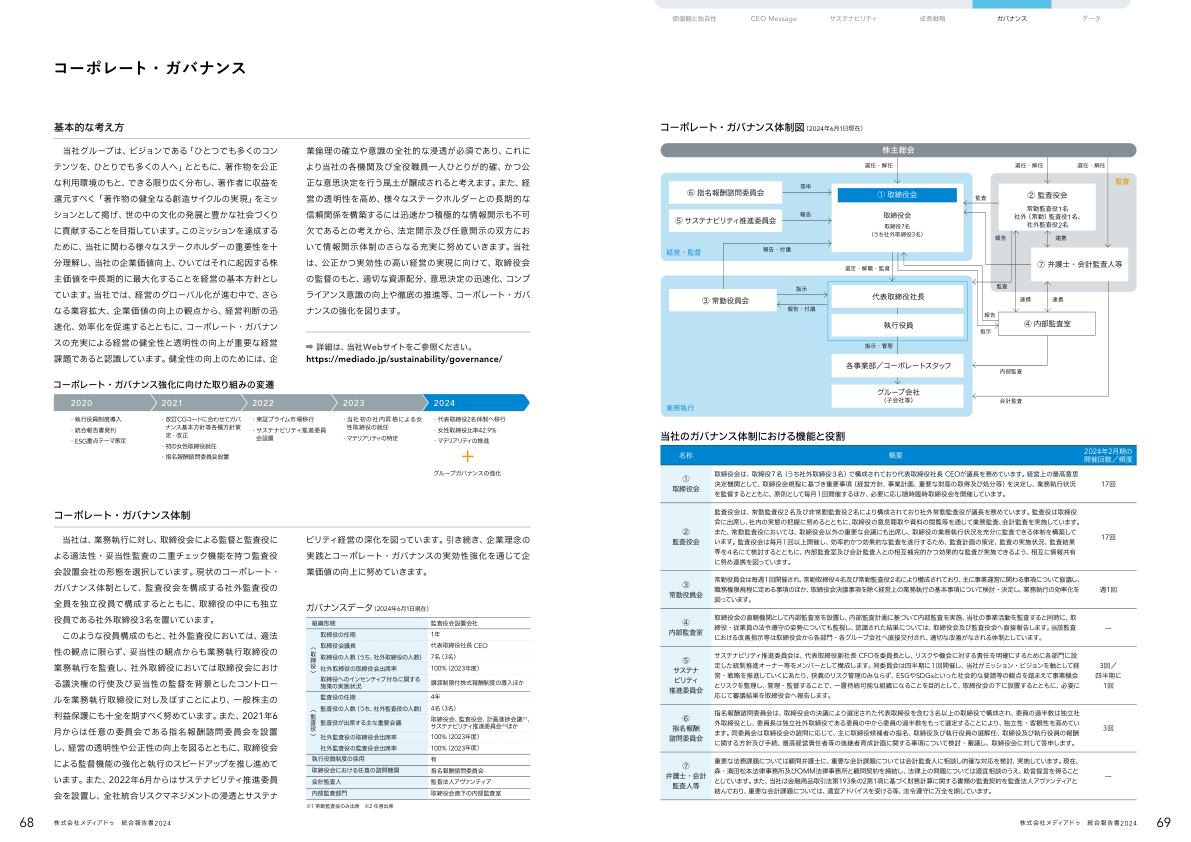 価値観と独自性
CEO Message
サステナビリティ
成長戦略
ガバナンス
データ
コーポレート・ガバナンス
基本的な考え方
当社グループは、ビジョンである「ひとつでも多くのコン
テンツを、ひとりでも多くの人へ」とともに、著作物を公正
な利用環境のもと、できる限り広く分布し、著作者に収益を
還元すべく「著作物の健全なる創造サイクルの実現」をミッ
ションとして掲げ、世の中の文化の発展と豊かな社会づくり
に貢献することを目指しています。このミッションを達成する
ために、当社に関わる様々なステークホルダーの重要性を十
分理解し、当社の企業価値向上、ひいてはそれに起因する株
主価値を中長期的に最大化することを経営の基本方針とし
ています。当社では、経営のグローバル化が進む中で、さら
なる業容拡大、企業価値の向上の観点から、経営判断の迅
速化、効率化を促進するとともに、コーポレート・ガバナン
スの充実による経営の健全性と透明性の向上が重要な経営
課題であると認識しています。健全性の向上のためには、企
業倫理の確立や意識の全社的な浸透が必須であり、これに
より当社の各機関及び全役職員一人ひとりが的確、かつ公
正な意思決定を行う風土が醸成されると考えます。また、経
営の透明性を高め、様々なステークホルダーとの長期的な
信頼関係を構築するには迅速かつ積極的な情報開示も不可
欠であるとの考えから、法定開示及び任意開示の双方にお
いて情報開示体制のさらなる充実に努めていきます。当社
は、公正かつ実効性の高い経営の実現に向けて、取締役会
の監督のもと、適切な資源配分、意思決定の迅速化、コンプ
ライアンス意識の向上や徹底の推進等、コーポレート・ガバ
ナンスの強化を図ります。
➡ 詳細は、当社Webサイトをご参照ください。
https://mediado.jp/sustainability/governance/
コーポレート・ガバナンス強化に向けた取り組みの変遷
2020
・執行役員制度導入
・統合報告書発刊
・ESG重点テーマ策定
2021
・改訂CGコードに合わせてガバ
ナンス基本方針等各種方針策
定・改正
・初の女性取締役就任
・指名報酬諮問委員会設置
2022
・東証プライム市場移行
・サステナビリティ推進委員
会設置
2023
・当社初の社内昇格による女
性取締役の就任
・マテリアリティの特定
2024
・代表取締役2名体制へ移行
・女性取締役比率42.9%
・マテリアリティの推進
＋
グループガバナンスの強化
コーポレート・ガバナンス体制
当社は、業務執行に対し、取締役会による監督と監査役に
よる適法性・妥当性監査の二重チェック機能を持つ監査役
会設置会社の形態を選択しています。現状のコーポレート・
ガバナンス体制として、監査役会を構成する社外監査役の
全員を独立役員で構成するとともに、取締役の中にも独立
役員である社外取締役3名を置いています。
このような役員構成のもと、社外監査役においては、適法
性の観点に限らず、妥当性の観点からも業務執行取締役の
業務執行を監査し、社外取締役においては取締役会におけ
る議決権の行使及び妥当性の監督を背景としたコントロー
ルを業務執行取締役に対し及ぼすことにより、一般株主の
利益保護にも十全を期すべく努めています。また、2021年6
月からは任意の委員会である指名報酬諮問委員会を設置
し、経営の透明性や公正性の向上を図るとともに、取締役会
による監督機能の強化と執行のスピードアップを推し進めて
います。また、2022年6月からはサステナビリティ推進委員
会を設置し、全社統合リスクマネジメントの浸透とサステナ
ビリティ経営の深化を図っています。引き続き、企業理念の
実践とコーポレート・ガバナンスの実効性強化を通じて企
業価値の向上に努めていきます。
ガバナンスデータ（2024年6月1日現在）
組織形態 監査役会設置会社
（取締役）
取締役の任期 1年
取締役会議長 代表取締役社長 CEO
取締役の人数（うち、社外取締役の人数） 7名（3名）
社外取締役の取締役会出席率 100%（2023年度）
取締役へのインセンティブ付与に関する
施策の実施状況 譲渡制限付株式報酬制度の導入ほか
（監査役）
監査役の任期 4年
監査役の人数（うち、社外監査役の人数） 4名（3名）
監査役が出席する主な重要会議 取締役会、監査役会、計画進捗会議※1、
サステナビリティ推進委員会※2ほか
社外監査役の取締役会出席率 100%（2023年度）
社外監査役の監査役会出席率 100%（2023年度）
執行役員制度の採用 有
取締役会における任意の諮問機関 指名報酬諮問委員会
会計監査人 監査法人アヴァンティア
内部監査部門 取締役会直下の内部監査室
※1 常勤監査役のみ出席 ※2 任意出席
68
株式会社メディアドゥ 統合報告書2024
コーポレート・ガバナンス体制図（2024年6月1日現在）
株主総会
選任・解任
選任・解任
選任・解任
監査
⑥ 指名報酬諮問委員会
答申
⑤ サステナビリティ推進委員会
報告
経営・監督
① 取締役会
取締役会
取締役7名
（うち社外取締役3名）
監査
② 監査役会
常勤監査役1名
社外（常勤）監査役1名、
社外監査役2名
報告
連携
⑦ 弁護士・会計監査人等
報告・付議
選定・解職・監督
監査
③ 常勤役員会
指示
報告・付議
代表取締役社長
執行役員
指示・管理
連携
連携
報告
指示
④ 内部監査室
各事業部／コーポレートスタッフ
内部監査
グループ会社
（子会社等）
会計監査
業務執行
当社のガバナンス体制における機能と役割
名称 概要 2024年2月期の
開催回数／頻度
①
取締役会
取締役会は、取締役7名（うち社外取締役3名）で構成されており代表取締役社長 CEOが議長を務めています。経営上の最高意思
決定機関として、取締役会規程に基づき重要事項（経営方針、事業計画、重要な財産の取得及び処分等）を決定し、業務執行状況
を監督するとともに、原則として毎月1回開催するほか、必要に応じ随時臨時取締役会を開催しています。
17回
②
監査役会
監査役会は、常勤監査役2名及び非常勤監査役2名により構成されており社外常勤監査役が議長を務めています。監査役は取締役
会に出席し、社内の実態の把握に努めるとともに、取締役の意見聴取や資料の閲覧等を通じて業務監査、会計監査を実施しています。
また、常勤監査役においては、取締役会以外の重要な会議にも出席し、取締役の業務執行状況を充分に監査できる体制を構築して
います。監査役会は毎月1回以上開催し、効率的かつ効果的な監査を遂行するため、監査計画の策定、監査の実施状況、監査結果
等を4名にて検討するとともに、内部監査室及び会計監査人との相互補完的かつ効果的な監査が実施できるよう、相互に情報共有
に努め連携を図っています。
17回
③
常勤役員会
常勤役員会は毎週1回開催され、常勤取締役4名及び常勤監査役2名により構成されており、主に事業運営に関わる事項について協議し、
職務権限規程に定める事項のほか、取締役会決議事項を除く経営上の業務執行の基本事項について検討・決定し、業務執行の効率化を
図っています。
週1回
④
内部監査室
取締役会の直轄機関として内部監査室を設置し、内部監査計画に基づいて内部監査を実施、当社の事業活動を監査すると同時に、取
締役・従業員の法令遵守の姿勢についても監視し、認識された結果については、取締役会及び監査役会へ直接報告します。当該監査
における改善指示等は取締役会から各部門・各グループ会社へ直接交付され、適切な改善がなされる体制としています。
―
⑤
サステナ
ビリティ
推進委員会
サステナビリティ推進委員会は、代表取締役副社長 CFOを委員長とし、リスクや機会に対する責任を明確にするために各部門に設
定した統制推進オーナー等をメンバーとして構成します。同委員会は四半期に1回開催し、当社がミッション・ビジョンを軸として経
営・戦略を推進していくにあたり、狭義のリスク管理のみならず、ESGやSDGsといった社会的な要請等の観点を踏まえて事業機会
とリスクを整理し、管理・監督することで、一層持続可能な組織になることを目的として、取締役会の下に設置するとともに、必要に
応じて審議結果を取締役会へ報告します。
3回／
四半期に
1回
⑥
指名報酬
諮問委員会
指名報酬諮問委員会は、取締役会の決議により選定された代表取締役を含む3名以上の取締役で構成され、委員の過半数は独立社
外取締役とし、委員長は独立社外取締役である委員の中から委員の過半数をもって選定することにより、独立性・客観性を高めてい
ます。同委員会は取締役会の諮問に応じて、主に取締役候補者の指名、取締役及び執行役員の選解任、取締役及び執行役員の報酬
に関する方針及び手続、最高経営責任者等の後継者育成計画に関する事項について検討・審議し、取締役会に対して答申します。
3回
⑦
弁護士・会計
監査人等
重要な法務課題については顧問弁護士に、重要な会計課題については会計監査人に相談し的確な対応を検討、実施しています。現在、
森・濱田松本法律事務所及びOMM法律事務所と顧問契約を締結し、法律上の問題については適宜相談のうえ、助言提言を得ること
としています。また、当社は金融商品取引法第193条の2第1項に基づく財務計算に関する書類の監査契約を監査法人アヴァンティアと
結んでおり、重要な会計課題については、適宜アドバイスを受ける等、法令遵守に万全を期しています。
―
株式会社メディアドゥ 統合報告書2024
69